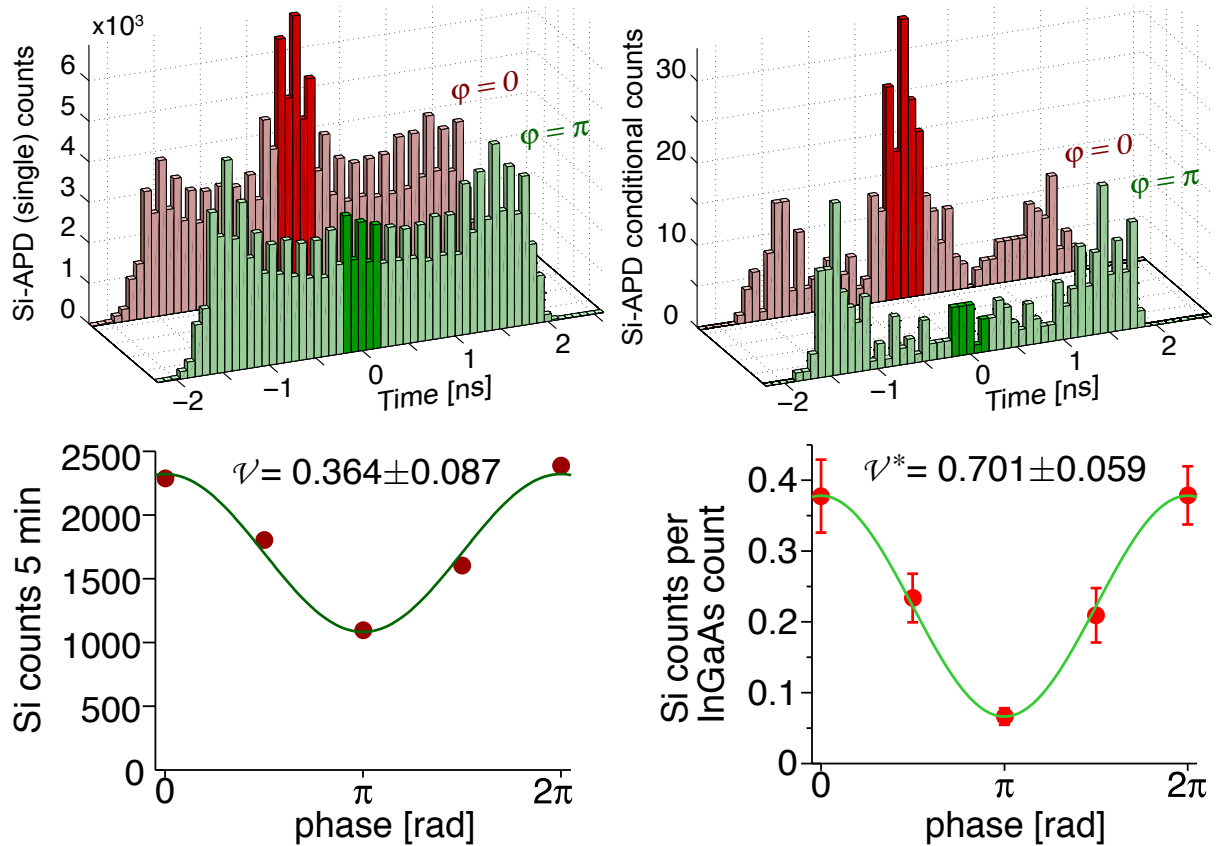 x10³
Si-APD (single) counts
6
5
4
3
2
1
0
φ = 0
φ = π
−2
−1
0
1
2
Time [ns]
Si-APD conditional counts
30
20
10
0
φ = 0
φ = π
−2
−1
0
1
2
Time [ns]
Si counts 5 min
2500
2000
1500
1000
500
0
𝒱= 0.364±0.087
0
π
2π
phase [rad]
Si counts per
InGaAs count
0.4
0.3
0.2
0.1
0
𝒱*= 0.701±0.059
0
π
2π
phase [rad]